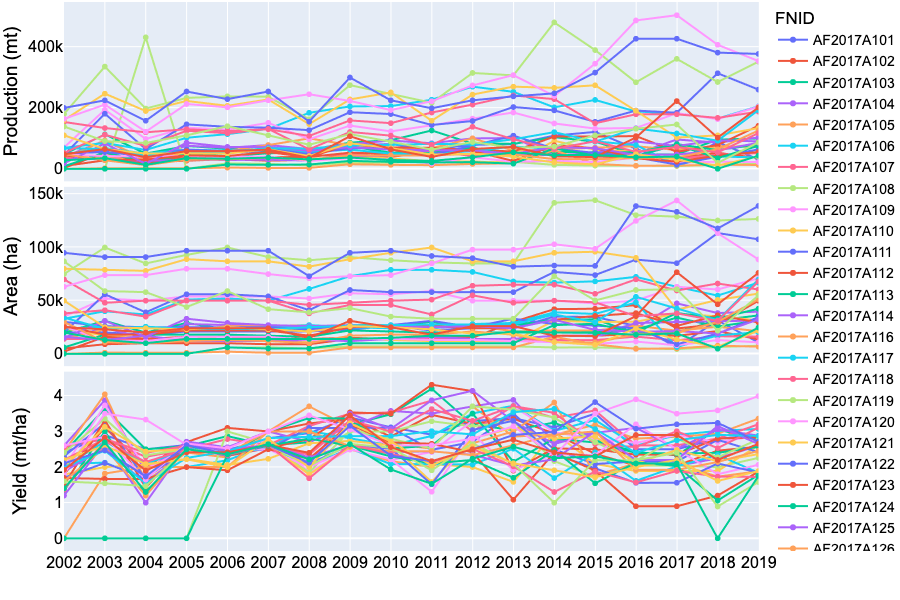 Production (mt)
400k
200k
0
Area (ha)
150k
100k
50k
0
Yield (mt/ha)
4
3
2
1
0
2002 2003 2004 2005 2006 2007 2008 2009 2010 2011 2012 2013 2014 2015 2016 2017 2018 2019
FNID
AF2017A101
AF2017A102
AF2017A103
AF2017A104
AF2017A105
AF2017A106
AF2017A107
AF2017A108
AF2017A109
AF2017A110
AF2017A111
AF2017A112
AF2017A113
AF2017A114
AF2017A116
AF2017A117
AF2017A118
AF2017A119
AF2017A120
AF2017A121
AF2017A122
AF2017A123
AF2017A124
AF2017A125
AF2017A126